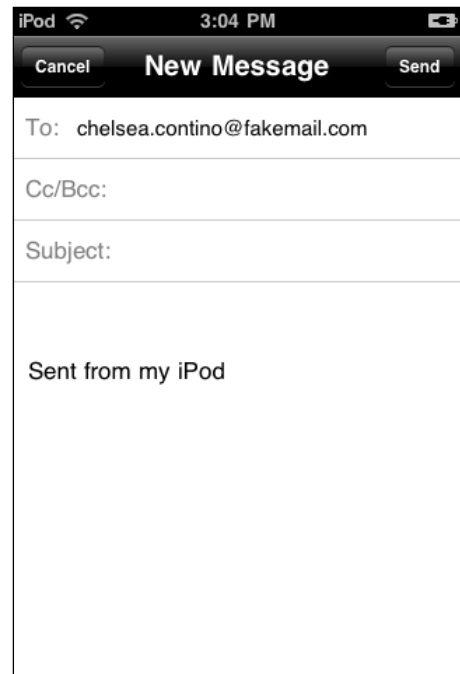 iPod 3:04 PM
Cancel New Message Send
To: chelsea.contino@fakemail.com
Cc/Bcc:
Subject:
Sent from my iPod